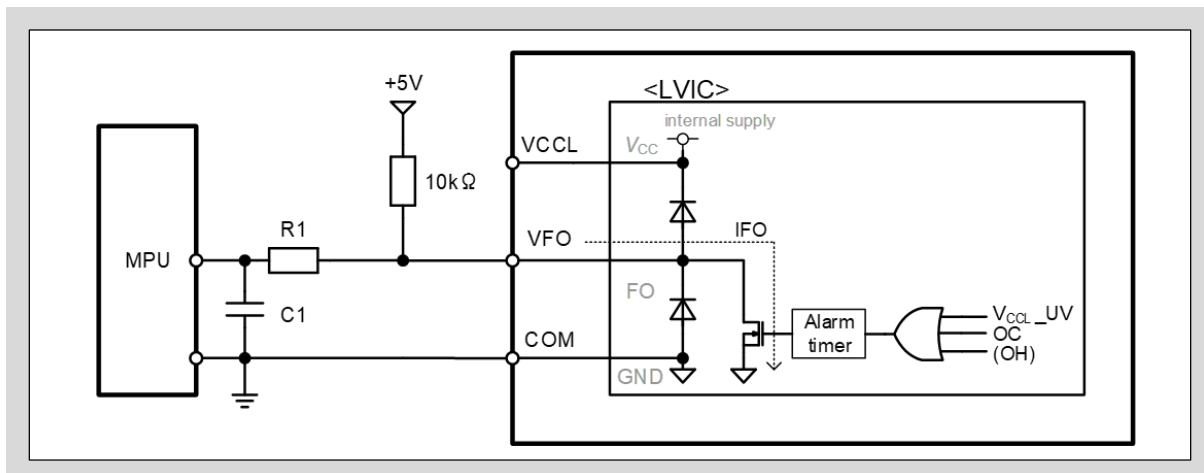 +5V
<LVIC>
internal supply
VCCL
VCC
10kΩ
R1
VFO
IFO
MPU
FO
C1
Alarm
timer
VCCL_UV
OC
(OH)
COM
GND